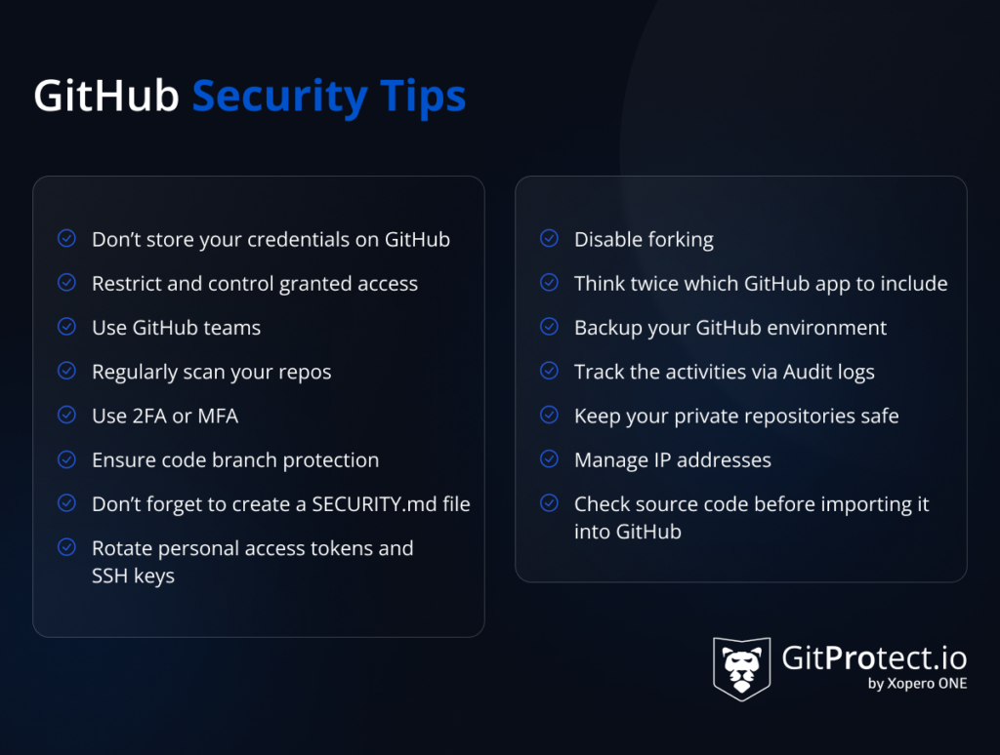 GitHub Security Tips
Don’t store your credentials on GitHub
Restrict and control granted access
Use GitHub teams
Regularly scan your repos
Use 2FA or MFA
Ensure code branch protection
Don’t forget to create a SECURITY.md file
Rotate personal access tokens and
SSH keys
Disable forking
Think twice which GitHub app to include
Backup your GitHub environment
Track the activities via Audit logs
Keep your private repositories safe
Manage IP addresses
Check source code before importing it
into GitHub
GitProtect.io
by Xopero ONE